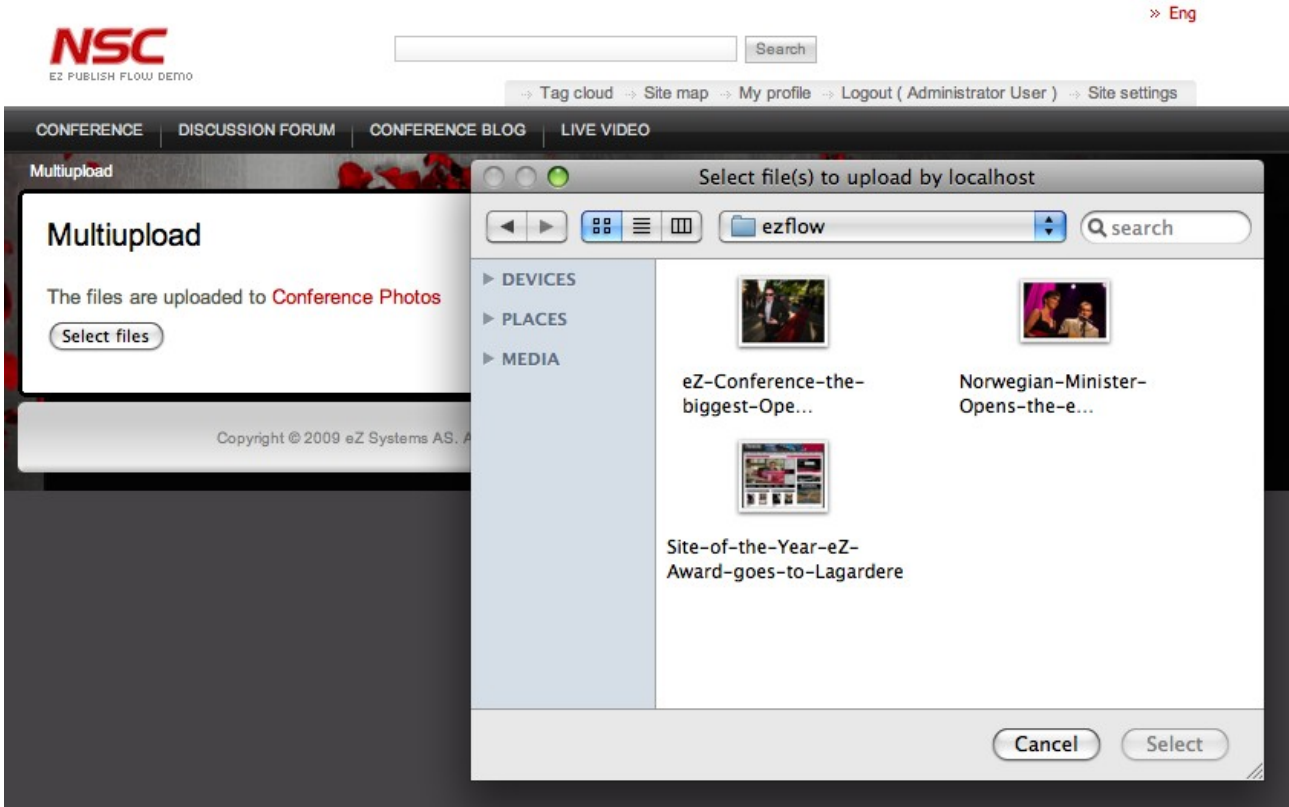 » Eng
NSC
EZ PUBLISH FLOW DEMO
Search
Tag cloud Site map My profile Logout ( Administrator User ) Site settings
CONFERENCE DISCUSSION FORUM CONFERENCE BLOG LIVE VIDEO
Multiupload
Select file(s) to upload by localhost
ezflow
search
Multiupload
The files are uploaded to Conference Photos
Select files
DEVICES
PLACES
MEDIA
eZ-Conference-the-
biggest-Ope...
Norwegian-Minister-
Opens-the-e...
Site-of-the-Year-eZ-
Award-goes-to-Lagardere
Copyright © 2009 eZ Systems AS. A
Cancel Select